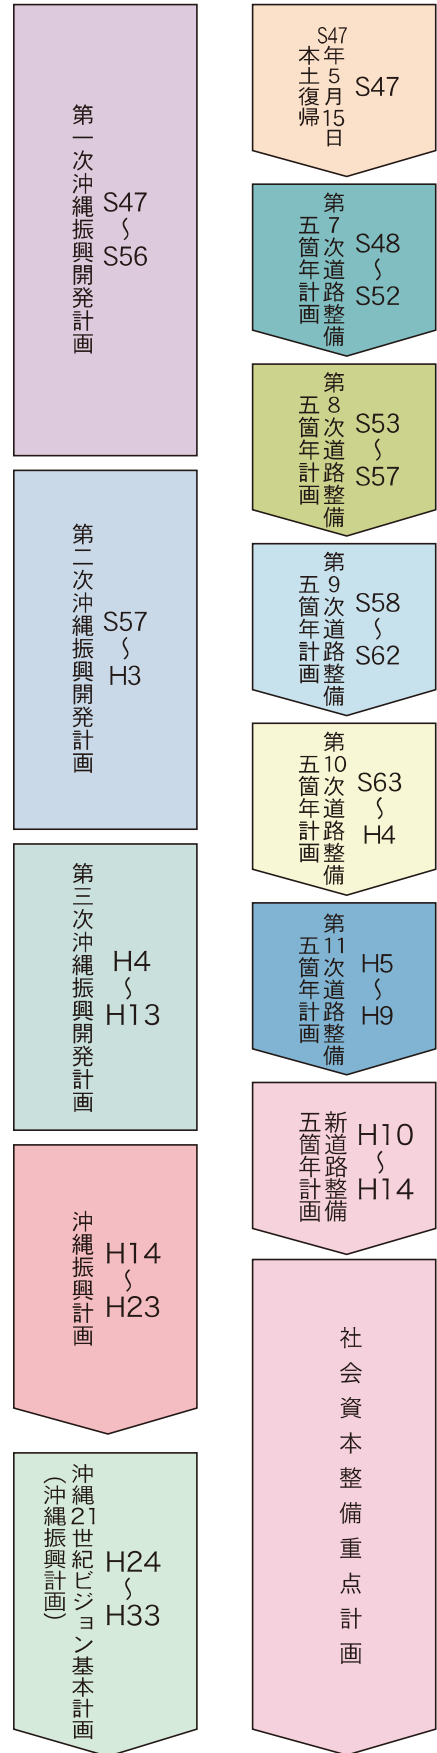 第一次沖縄振興開発計画
S47
〜
S56
第二次沖縄振興開発計画
S57
〜
H3
第三次沖縄振興開発計画
H4
〜
H13
沖縄振興計画
H14
〜
H23
沖縄21世紀ビジョン基本計画
（沖縄振興計画）
H24
〜
H33
S47年5月15日
本土復帰
S47
第7次道路整備
五箇年計画
S48
〜
S52
第8次道路整備
五箇年計画
S53
〜
S57
第9次道路整備
五箇年計画
S58
〜
S62
第10次道路整備
五箇年計画
S63
〜
H4
第11次道路整備
五箇年計画
H5
〜
H9
新道路整備
五箇年計画
H10
〜
H14
社会資本整備重点計画